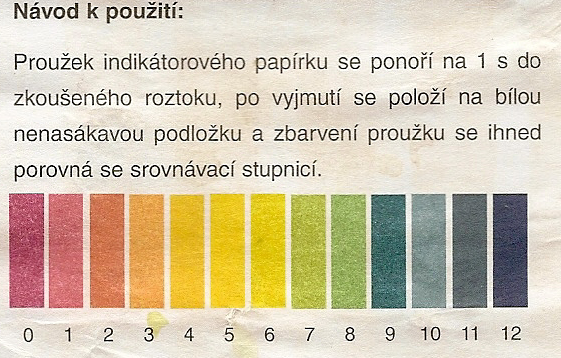 Návod k použití:
Proužek indikátorového papírku se ponoří na 1 s do
zkoušeného roztoku, po vyjmutí se položí na bílou
nenasákavou podložku a zbarvení proužku se ihned
porovná se srovnávací stupnicí.
0 1 2 3 4 5 6 7 8 9 10 11 12